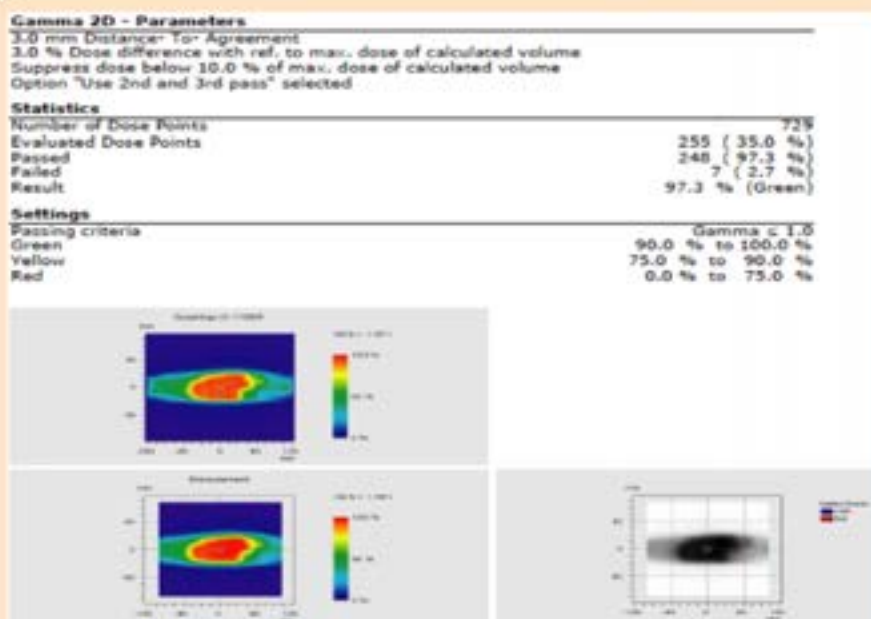 Gamma 2D - Parameters
3.0 mm Distance- To- Agreement
3.0 % Dose difference with ref. to max. dose of calculated volume
Suppress dose below 10.0 % of max. dose of calculated volume
Option "Use 2nd and 3rd pass" selected
Statistics
Number of Dose Points 729
Evaluated Dose Points 255 ( 35.0 %)
Passed 248 ( 97.3 %)
Failed 7 ( 2.7 %)
Result 97.3 % (Green)
Settings
Passing criteria Gamma ≤ 1.0
Green 90.0 % to 100.0 %
Yellow 75.0 % to 90.0 %
Red 0.0 % to 75.0 %
Measurement